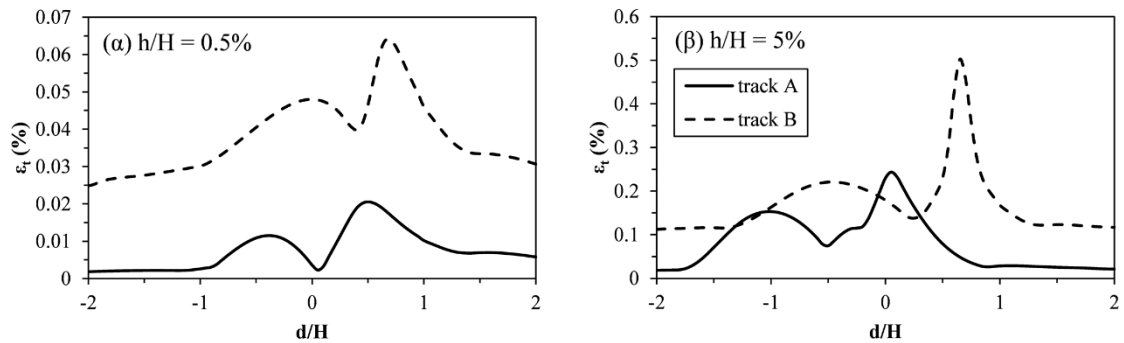 0.07
0.06
0.05
0.04
0.03
0.02
0.01
0
εt (%)
(α) h/H = 0.5%
-2 -1 0 1 2
d/H
0.6
0.5
0.4
0.3
0.2
0.1
0
εt (%)
(β) h/H = 5%
track A
track B
-2 -1 0 1 2
d/H